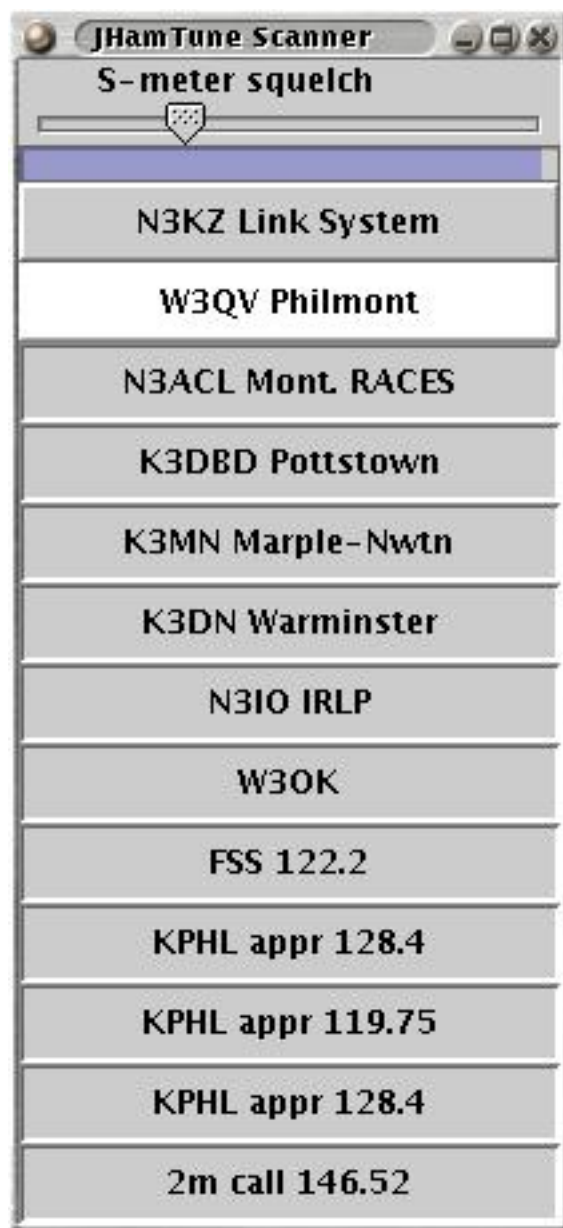 JHamTune Scanner
S-meter squelch
N3KZ Link System
W3QV Philmont
N3ACL Mont. RACES
K3DBD Pottstown
K3MN Marple-Nwtn
K3DN Warminster
N3IO IRLP
W3OK
FSS 122.2
KPHL appr 128.4
KPHL appr 119.75
KPHL appr 128.4
2m call 146.52